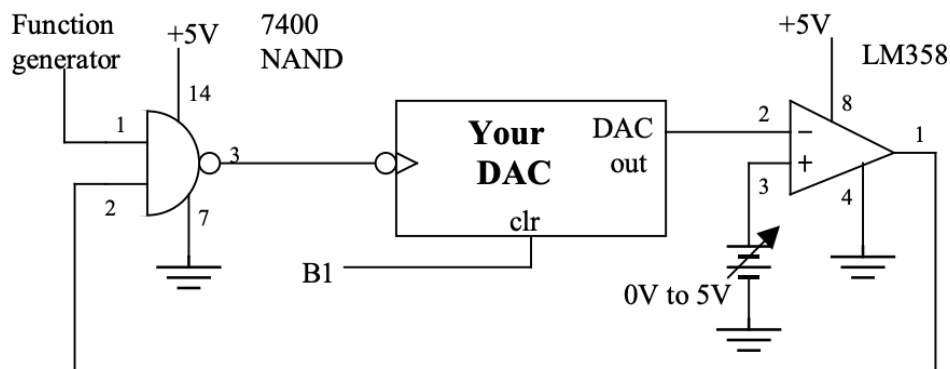 Function
generator
+5V
7400
NAND
14
1
2
3
7
Your
DAC
DAC
out
clr
B1
+5V
LM358
8
2
−
+
3
4
1
0V to 5V